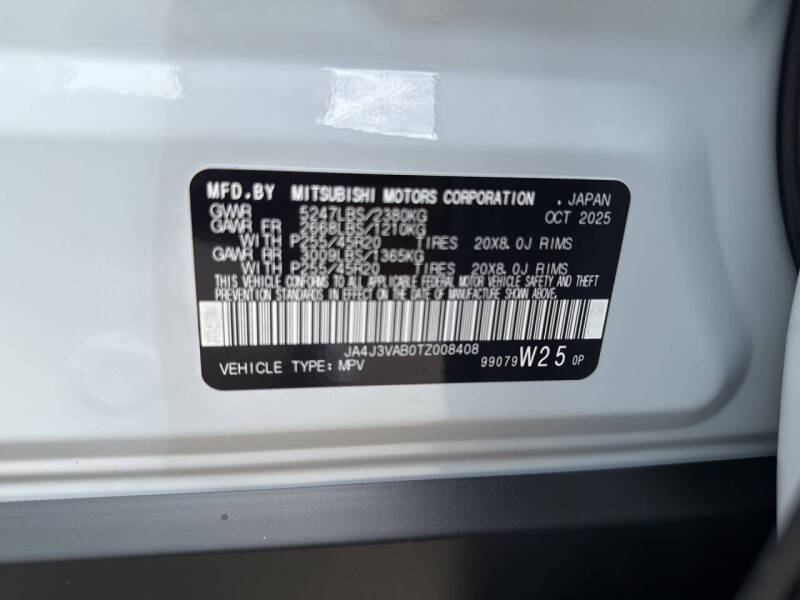 MFD.BY MITSUBISHI MOTORS CORPORATION , JAPAN
GVWR 5247LBS/2380KG OCT 2025
GAWR FR 2668LBS/1210KG
WITH P255/45R20 TIRES 20X8.0J RIMS
GAWR RR 3009LBS/1365KG
WITH P255/45R20 TIRES 20X8.0J RIMS
THIS VEHICLE CONFORMS TO ALL APPLICABLE FEDERAL MOTOR VEHICLE SAFETY AND THEFT
PREVENTION STANDARDS IN EFFECT ON THE DATE OF MANUFACTURE SHOWN ABOVE.
JA4J3VAB0TZ008408
VEHICLE TYPE: MPV 99079 W25 0P